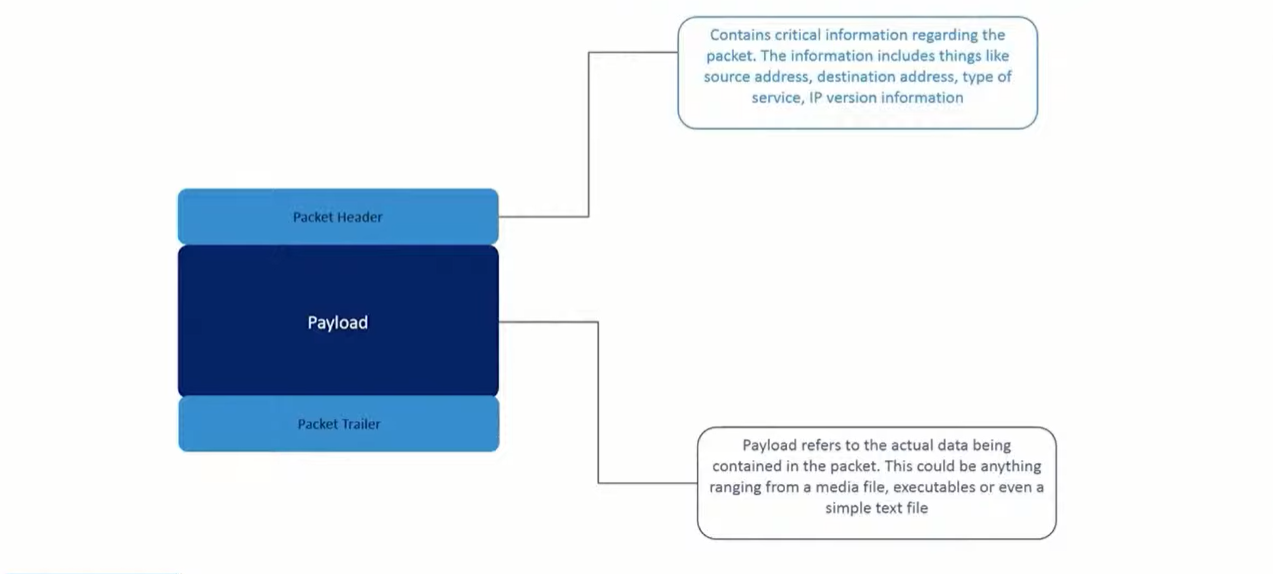 Contains critical information regarding the
packet. The information includes things like
source address, destination address, type of
service, IP version information
Packet Header
Payload
Packet Trailer
Payload refers to the actual data being
contained in the packet. This could be anything
ranging from a media file, executables or even a
simple text file